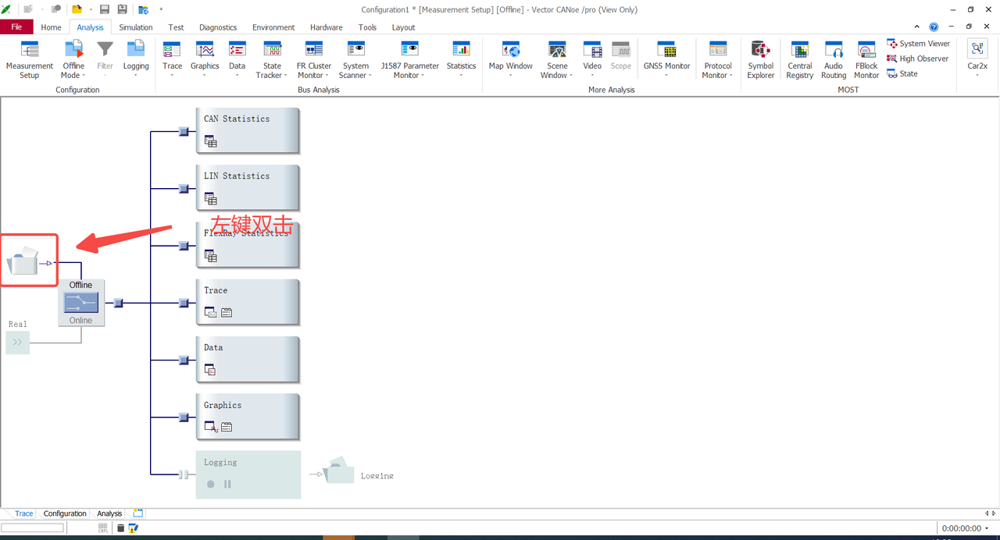 Configuration1 * [Measurement Setup] [Offline] - Vector CANoe /pro (View Only)
File Home Analysis Simulation Test Diagnostics Environment Hardware Tools Layout
Measurement Setup
Offline Mode
Filter
Logging
Trace
Graphics
Data
State Tracker
FR Cluster Monitor
System Scanner
J1587 Parameter Monitor
Statistics
Map Window
Scene Window
Video
Scope
GNSS Monitor
Protocol Monitor
Symbol Explorer
Central Registry
Audio Routing
FBlock Monitor
System Viewer
High Observer
State
Car2x
Configuration
Bus Analysis
More Analysis
MOST
CAN Statistics
LIN Statistics
左键双击
FlexRay Statistics
Offline
Online
Real
Trace
Data
Graphics
Logging
Logging
Trace Configuration Analysis
0:00:00:00